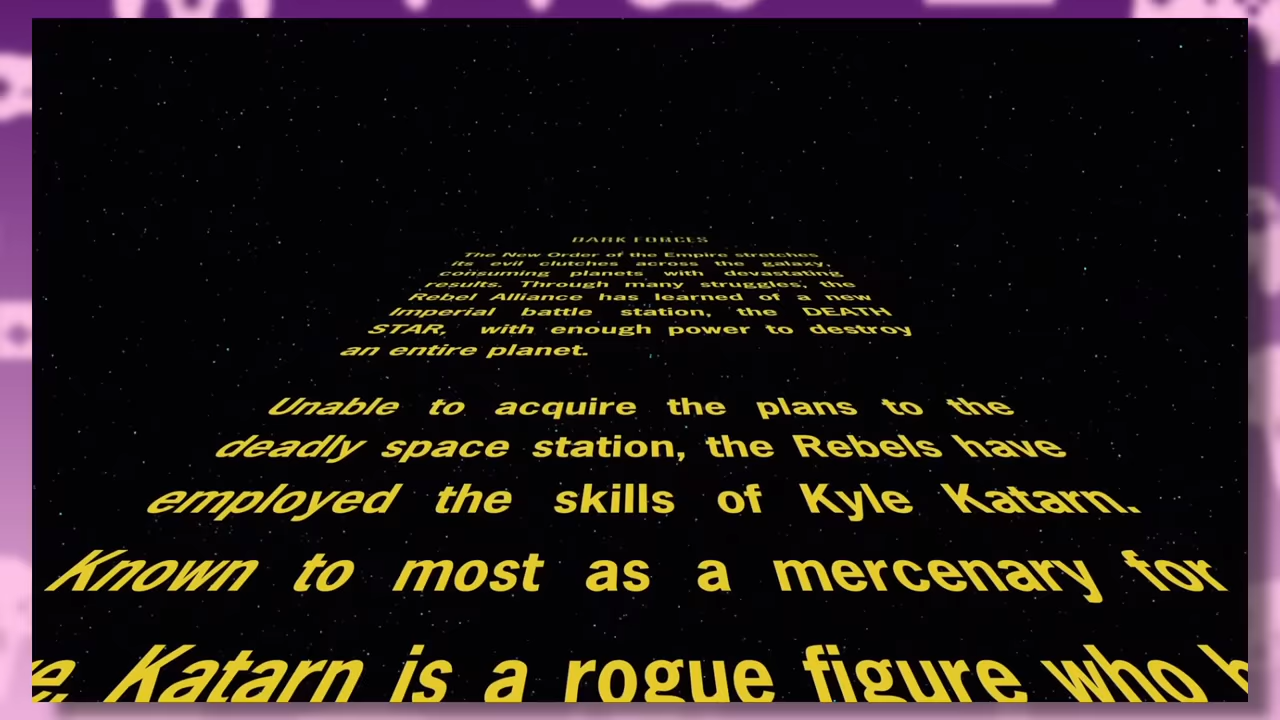 DARK FORCES
The New Order of the Empire stretches
its evil clutches across the galaxy,
consuming planets with devastating
results. Through many struggles, the
Rebel Alliance has learned of a new
Imperial battle station, the DEATH
STAR, with enough power to destroy
an entire planet.
Unable to acquire the plans to the
deadly space station, the Rebels have
employed the skills of Kyle Katarn.
Known to most as a mercenary for
Katarn is a rogue figure who